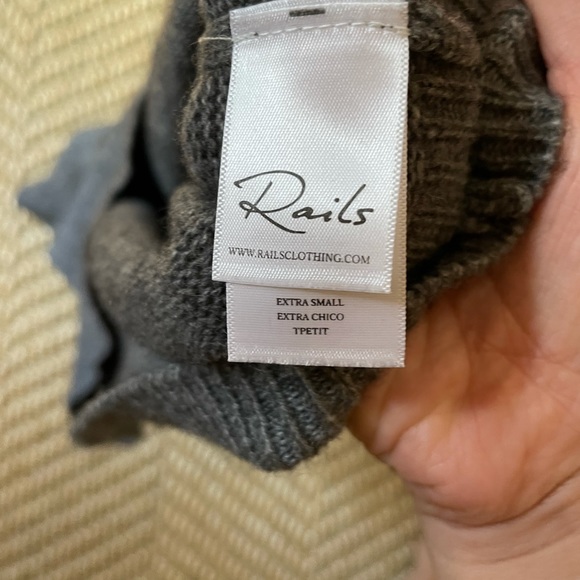 Rails
WWW.RAILSCLOTHING.COM
EXTRA SMALL
EXTRA CHICO
TPETIT